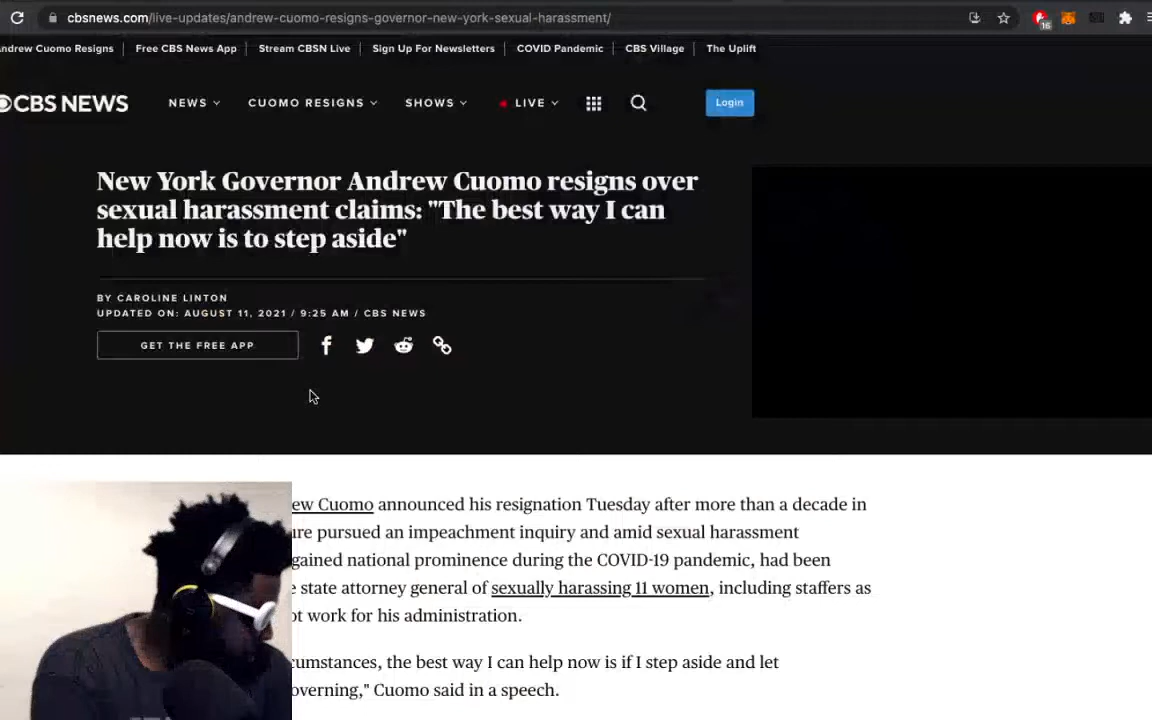 cbsnews.com/live-updates/andrew-cuomo-resigns-governor-new-york-sexual-harassment/
16
ndrew Cuomo Resigns | Free CBS News App | Stream CBSN Live | Sign Up For Newsletters | COVID Pandemic | CBS Village | The Uplift
CBS NEWS NEWS CUOMO RESIGNS SHOWS LIVE Login
New York Governor Andrew Cuomo resigns over
sexual harassment claims: "The best way I can
help now is to step aside"
BY CAROLINE LINTON
UPDATED ON: AUGUST 11, 2021 / 9:25 AM / CBS NEWS
GET THE FREE APP
ew Cuomo announced his resignation Tuesday after more than a decade in
ure pursued an impeachment inquiry and amid sexual harassment
gained national prominence during the COVID-19 pandemic, had been
e state attorney general of sexually harassing 11 women, including staffers as
ot work for his administration.
cumstances, the best way I can help now is if I step aside and let
overning," Cuomo said in a speech.